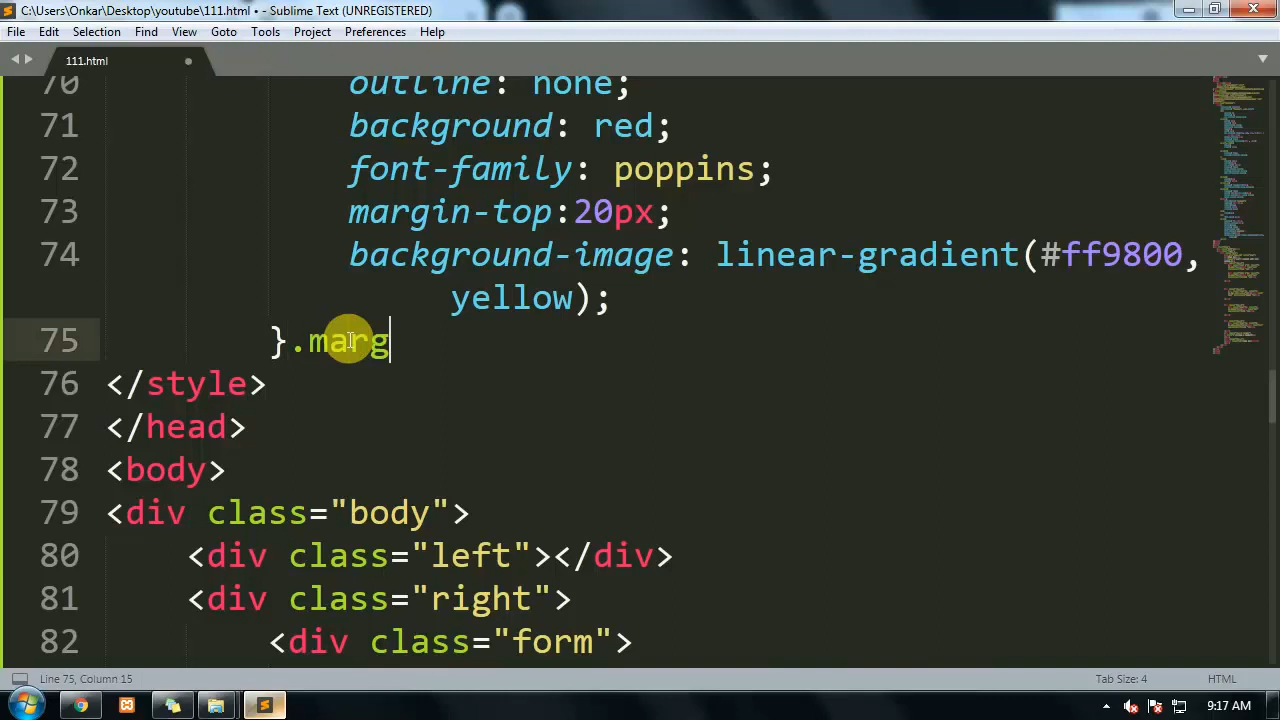 C:\Users\Onkar\Desktop\youtube\111.html • - Sublime Text (UNREGISTERED)
File Edit Selection Find View Goto Tools Project Preferences Help
111.html
70 outline: none;
71 background: red;
72 font-family: poppins;
73 margin-top:20px;
74 background-image: linear-gradient(#ff9800,
yellow);
75 }.marg
76 </style>
77 </head>
78 <body>
79 <div class="body">
80 <div class="left"></div>
81 <div class="right">
82 <div class="form">
Line 75, Column 15 Tab Size: 4 HTML
9:17 AM